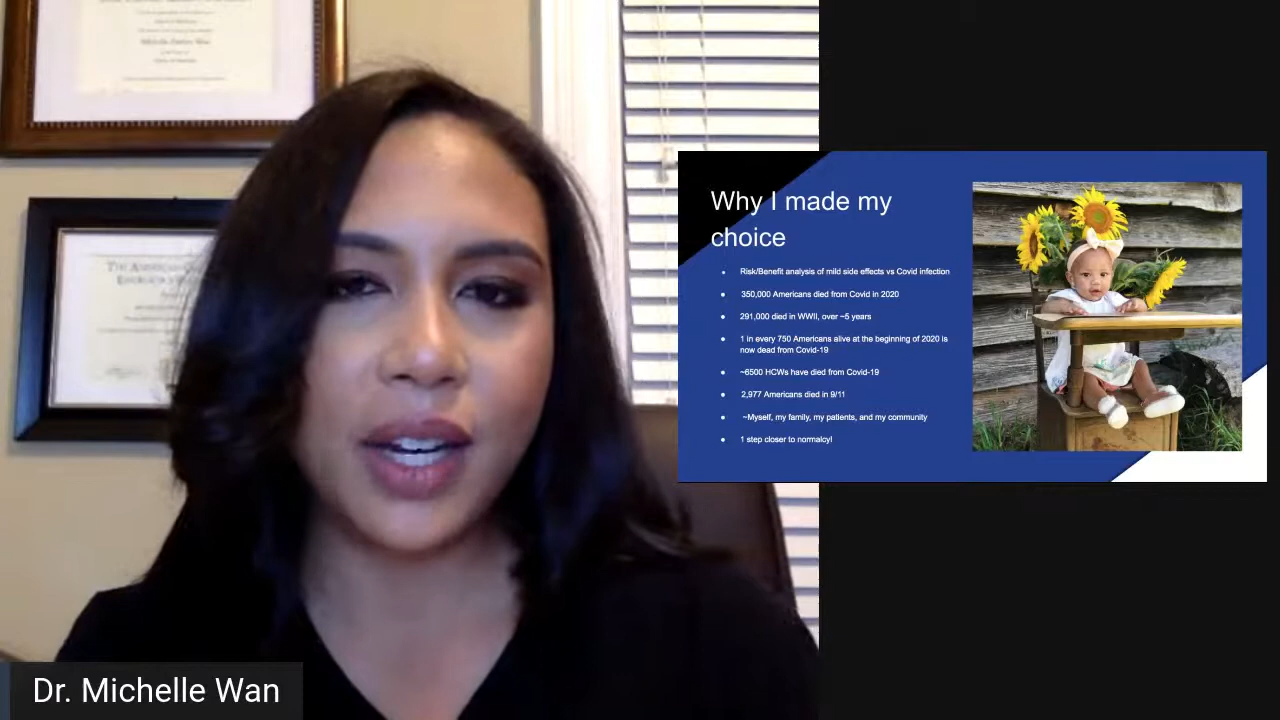 Why I made my
choice
• Risk/Benefit analysis of mild side effects vs Covid infection
• 350,000 Americans died from Covid in 2020
• 291,000 died in WWII, over ~5 years
• 1 in every 750 Americans alive at the beginning of 2020 is
now dead from Covid-19
• ~6500 HCWs have died from Covid-19
• 2,977 Americans died in 9/11
• ~Myself, my family, my patients, and my community
• 1 step closer to normalcy!
Dr. Michelle Wan